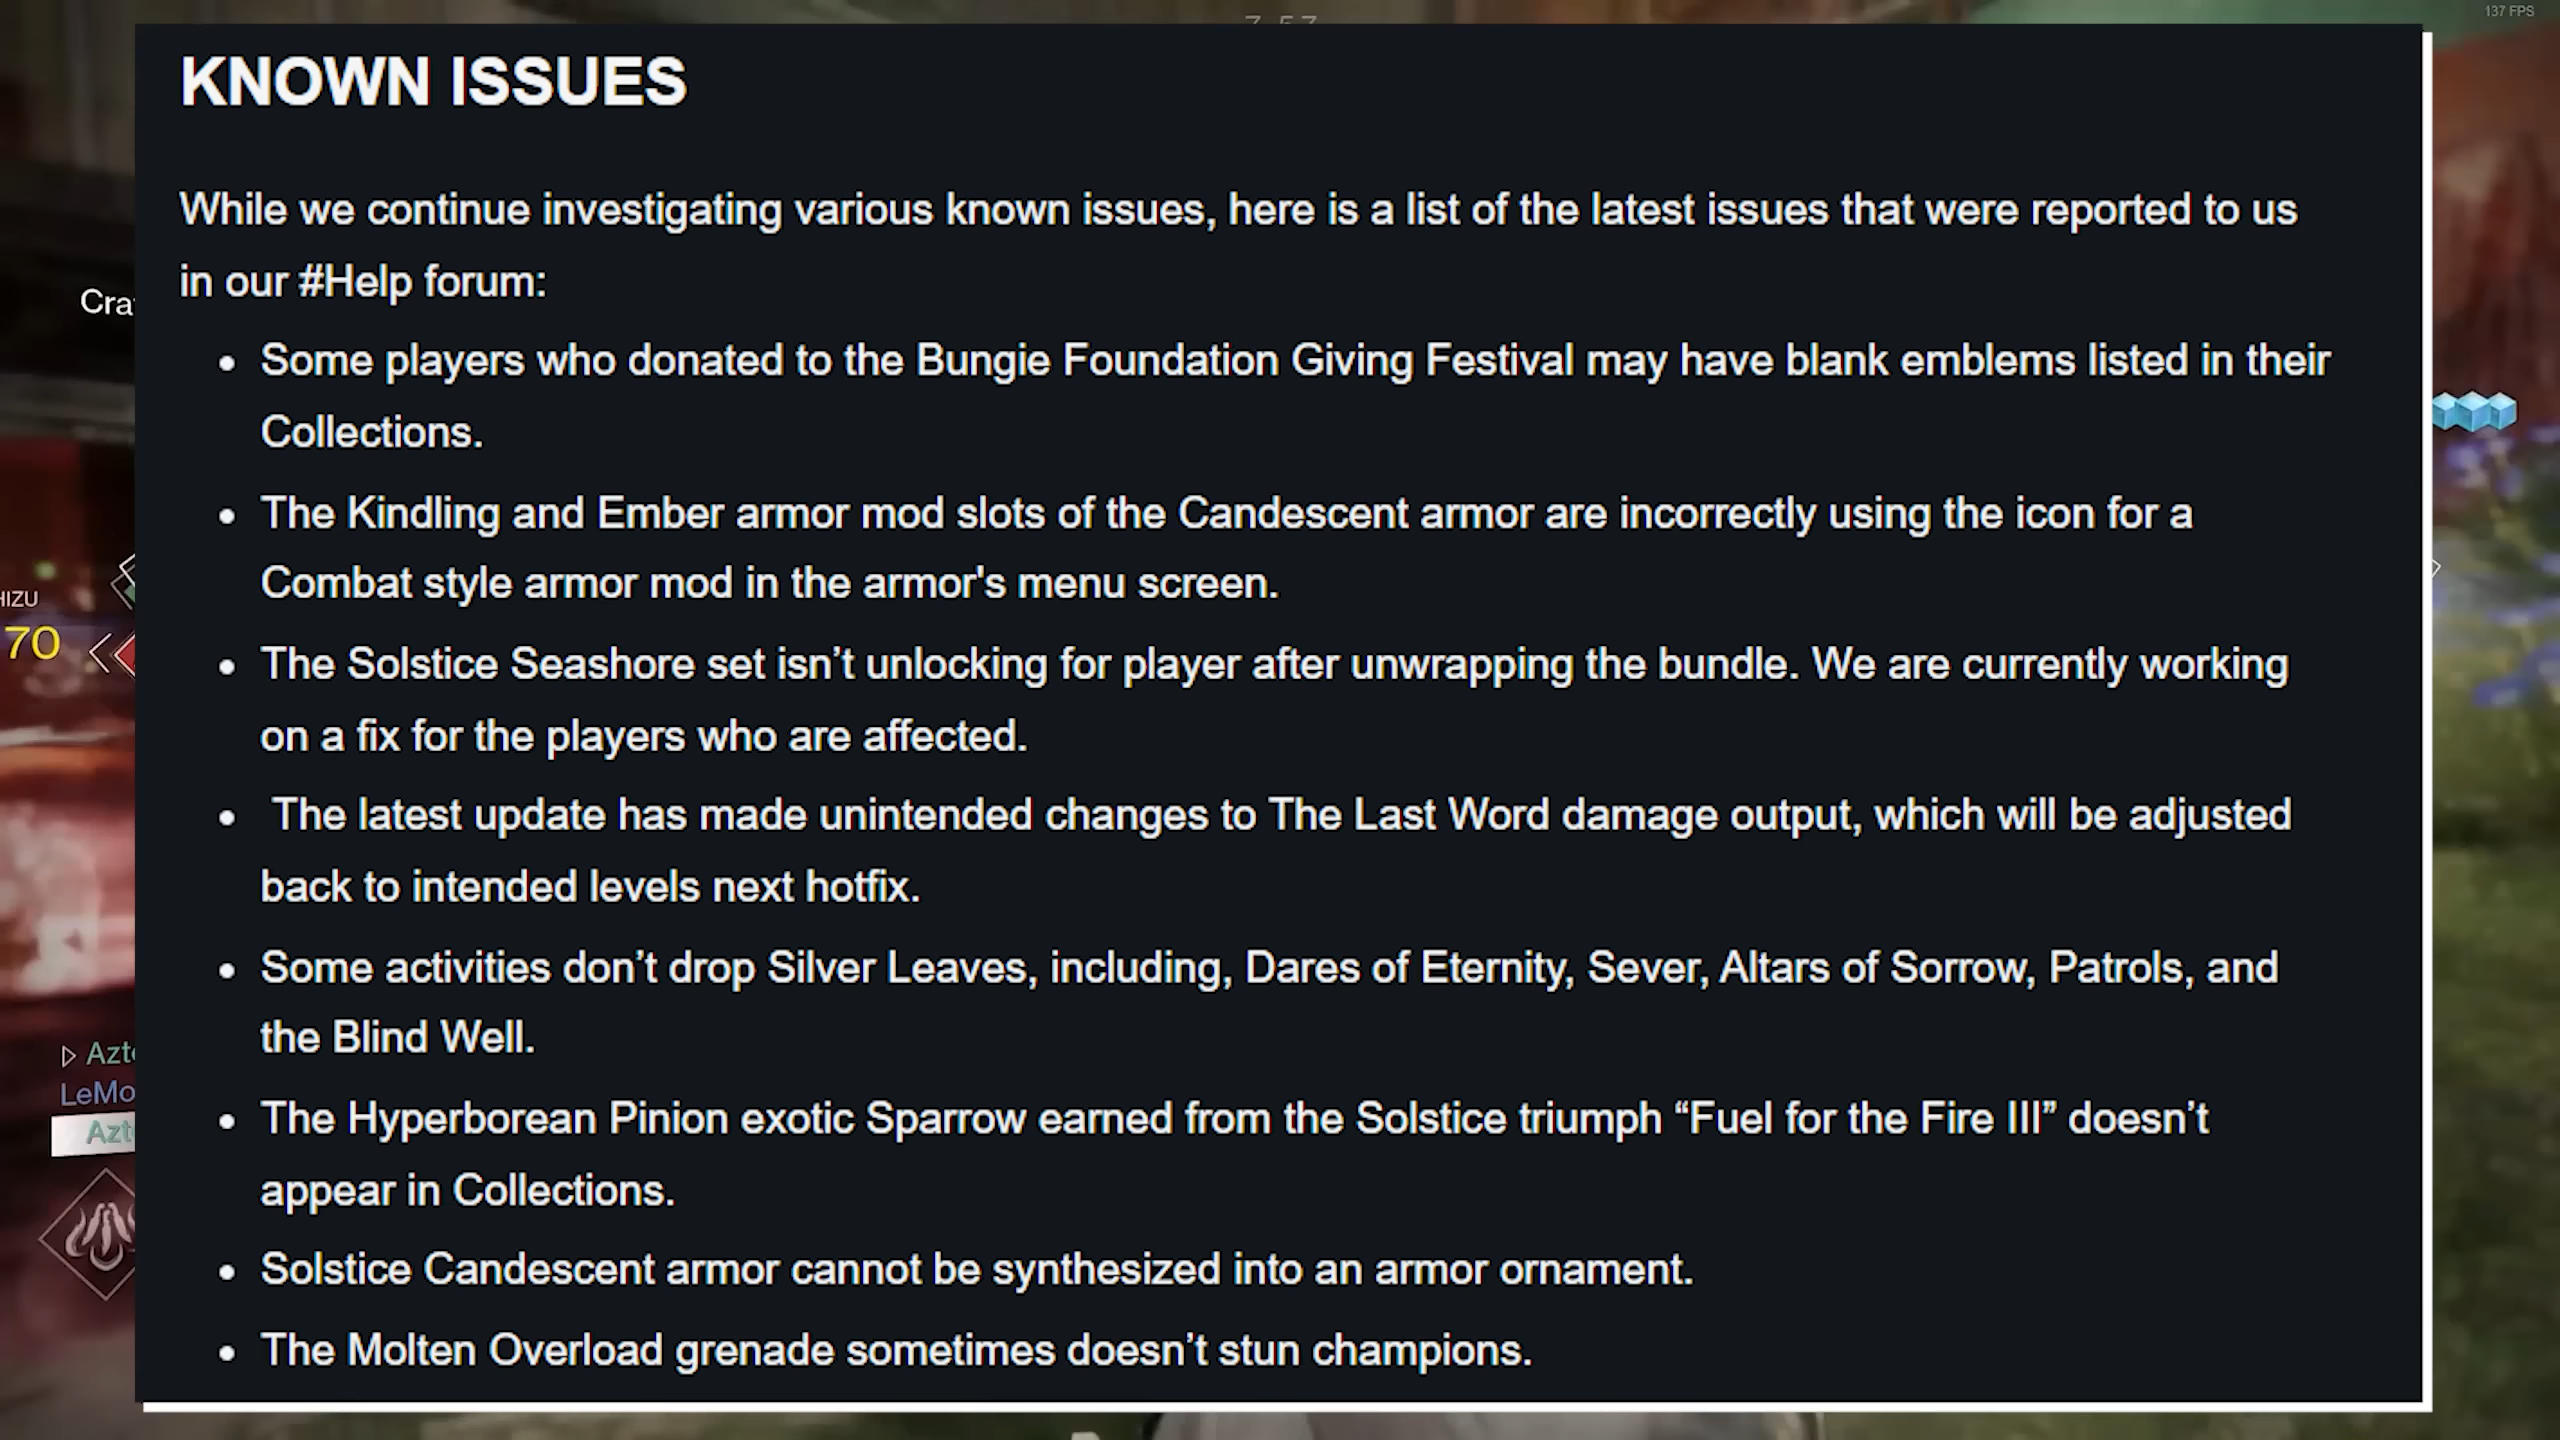 137 FPS
KNOWN ISSUES
While we continue investigating various known issues, here is a list of the latest issues that were reported to us
in our #Help forum:
Cra
• Some players who donated to the Bungie Foundation Giving Festival may have blank emblems listed in their
Collections.
• The Kindling and Ember armor mod slots of the Candescent armor are incorrectly using the icon for a
Combat style armor mod in the armor's menu screen.
HIZU
70
• The Solstice Seashore set isn’t unlocking for player after unwrapping the bundle. We are currently working
on a fix for the players who are affected.
• The latest update has made unintended changes to The Last Word damage output, which will be adjusted
back to intended levels next hotfix.
• Some activities don’t drop Silver Leaves, including, Dares of Eternity, Sever, Altars of Sorrow, Patrols, and
the Blind Well.
Azt
LeMo
Azt
• The Hyperborean Pinion exotic Sparrow earned from the Solstice triumph “Fuel for the Fire III” doesn’t
appear in Collections.
• Solstice Candescent armor cannot be synthesized into an armor ornament.
• The Molten Overload grenade sometimes doesn’t stun champions.